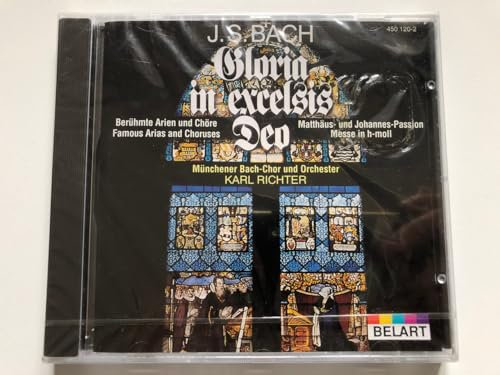 J.S.BACH
450 120-2
Gloria
in excelsis
Deo
Berühmte Arien und Chöre
Famous Arias and Choruses
Matthäus- und Johannes-Passion
Messe in h-moll
Münchener Bach-Chor und Orchester
KARL RICHTER
BELART